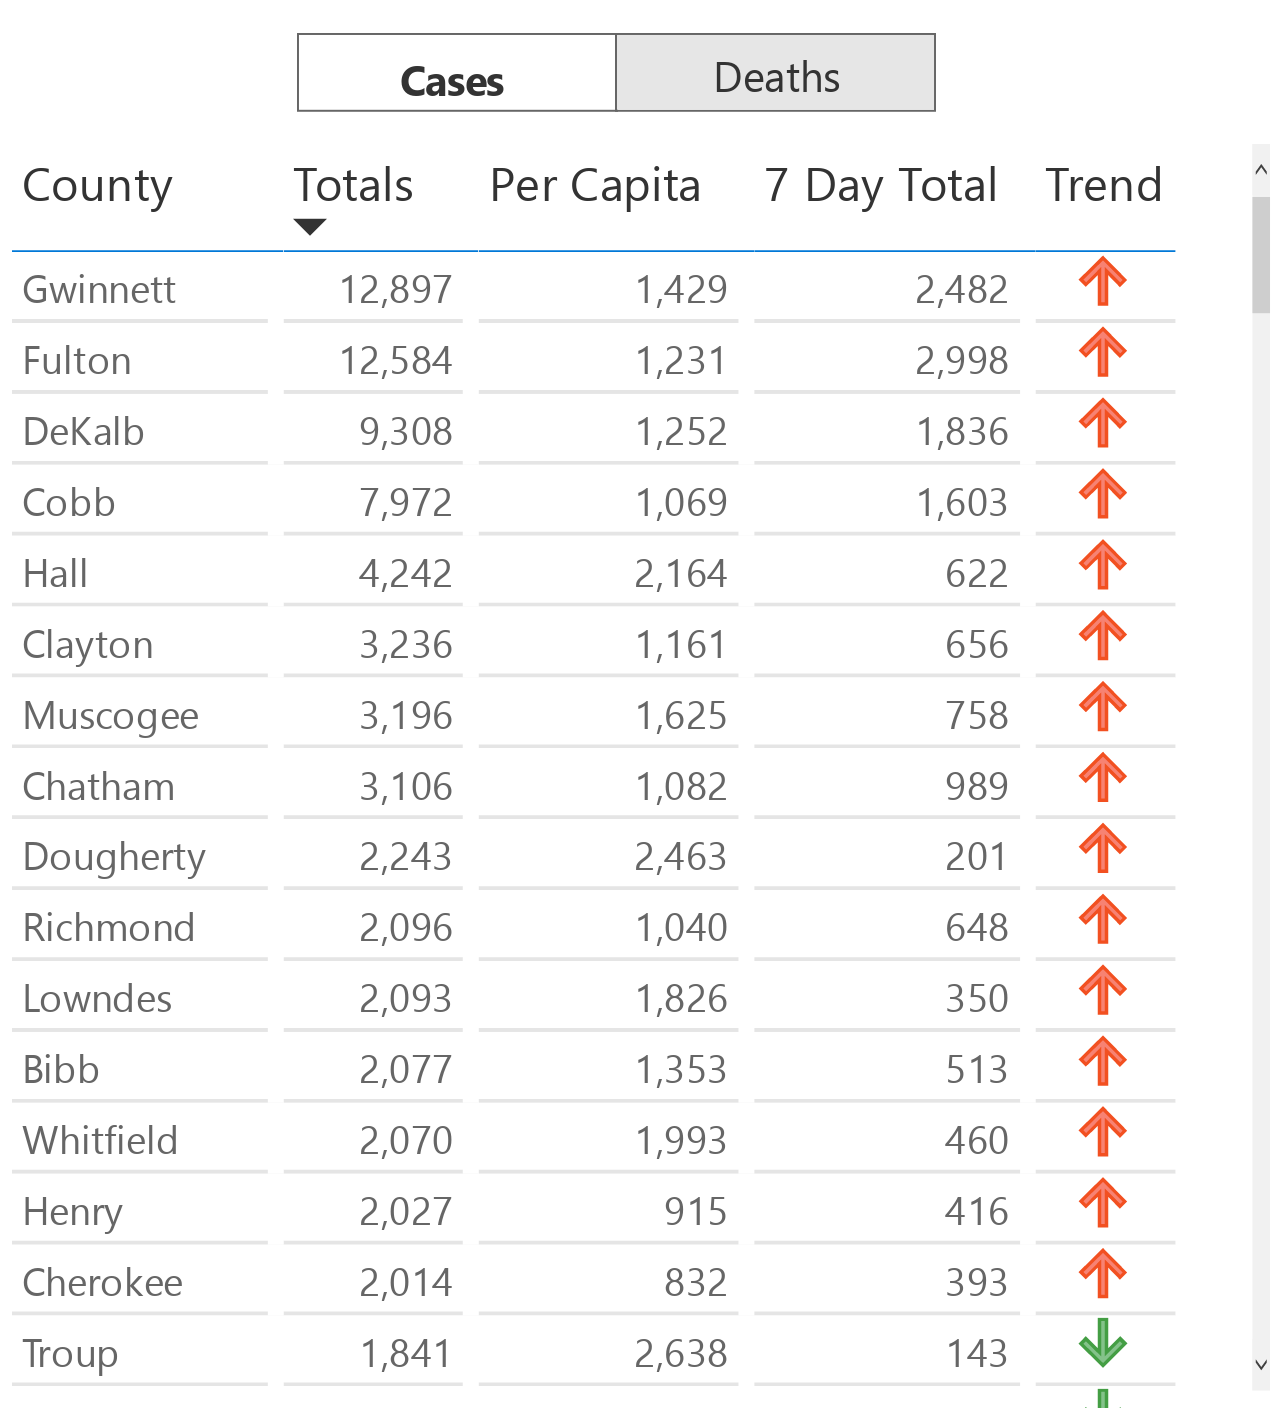 Cases Deaths
County Totals Per Capita 7 Day Total Trend
Gwinnett 12,897 1,429 2,482
Fulton 12,584 1,231 2,998
DeKalb 9,308 1,252 1,836
Cobb 7,972 1,069 1,603
Hall 4,242 2,164 622
Clayton 3,236 1,161 656
Muscogee 3,196 1,625 758
Chatham 3,106 1,082 989
Dougherty 2,243 2,463 201
Richmond 2,096 1,040 648
Lowndes 2,093 1,826 350
Bibb 2,077 1,353 513
Whitfield 2,070 1,993 460
Henry 2,027 915 416
Cherokee 2,014 832 393
Troup 1,841 2,638 143